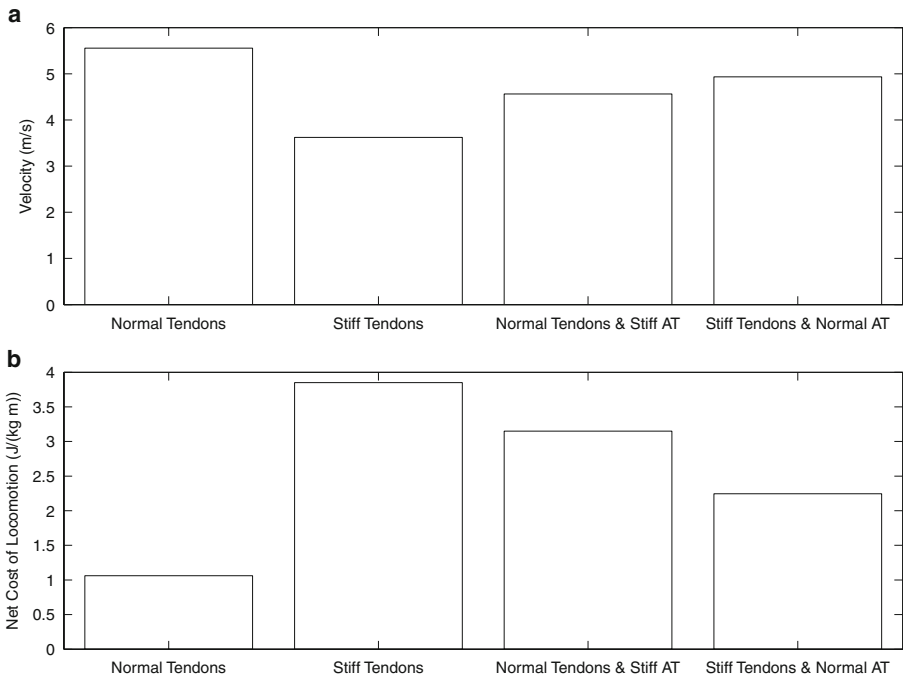 a
6
5
4
3
2
1
0
Velocity (m/s)
Normal Tendons
Stiff Tendons
Normal Tendons & Stiff AT
Stiff Tendons & Normal AT
b
4
3.5
3
2.5
2
1.5
1
0.5
0
Net Cost of Locomotion (J/(kg m))
Normal Tendons
Stiff Tendons
Normal Tendons & Stiff AT
Stiff Tendons & Normal AT